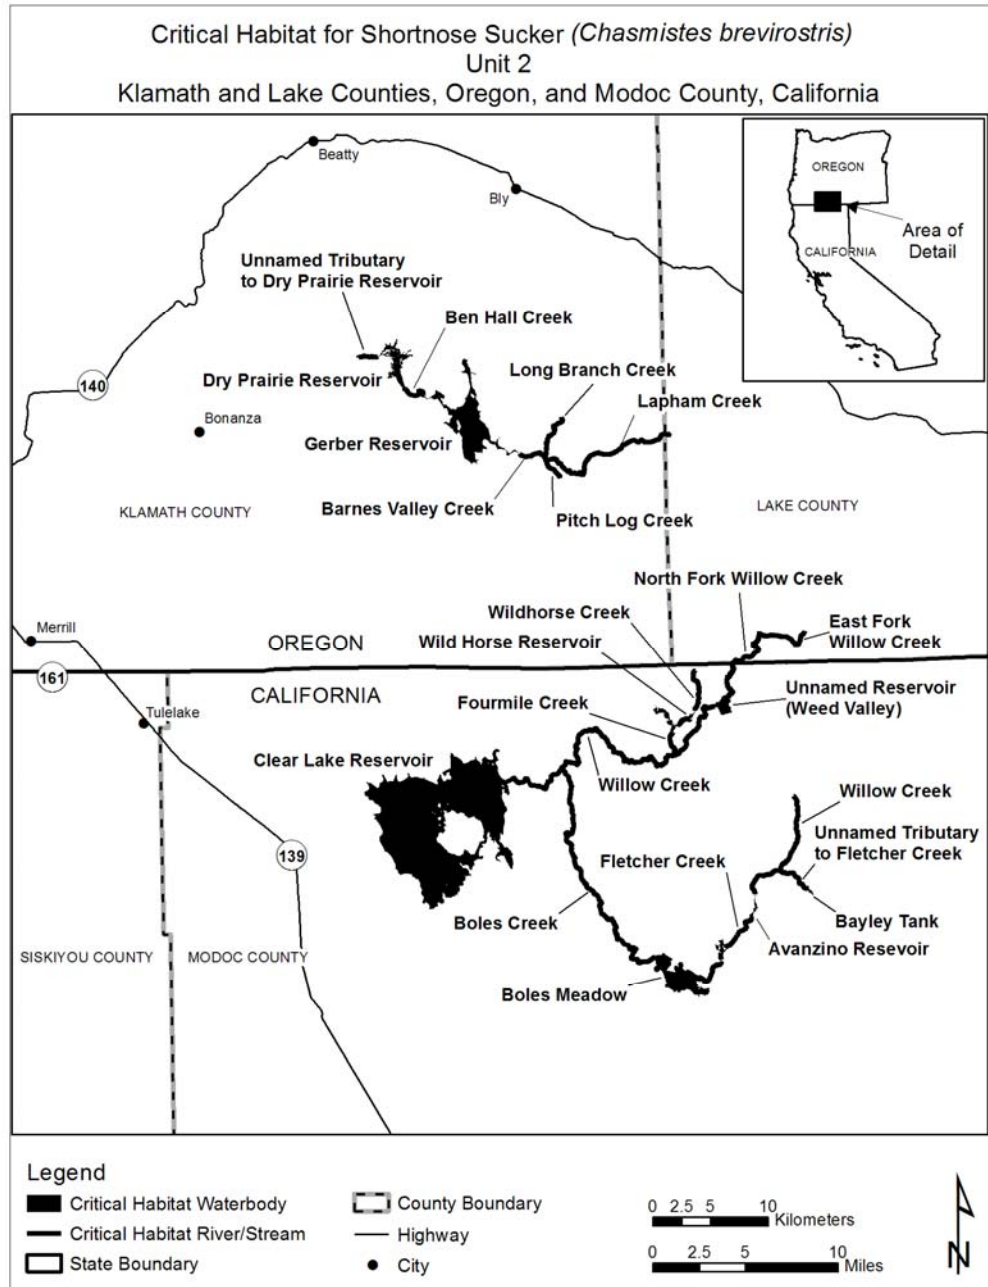 Critical Habitat for Shortnose Sucker (Chasmistes brevirostris)
Unit 2
Klamath and Lake Counties, Oregon, and Modoc County, California
Beatty
Bly
OREGON
Area of
Detail
CALIFORNIA
Unnamed Tributary
to Dry Prairie Reservoir
Ben Hall Creek
Dry Prairie Reservoir
Long Branch Creek
140
Lapham Creek
Bonanza
Gerber Reservoir
Barnes Valley Creek
KLAMATH COUNTY
LAKE COUNTY
Pitch Log Creek
North Fork Willow Creek
Wildhorse Creek
East Fork
Willow Creek
Merrill
OREGON
Wild Horse Reservoir
161
CALIFORNIA
Unnamed Reservoir
(Weed Valley)
Fourmile Creek
Tulelake
Clear Lake Reservoir
Willow Creek
Willow Creek
Unnamed Tributary
to Fletcher Creek
139
Fletcher Creek
Boles Creek
Bayley Tank
Avanzino Resevoir
SISKIYOU COUNTY
MODOC COUNTY
Boles Meadow
Legend
Critical Habitat Waterbody
Critical Habitat River/Stream
State Boundary
County Boundary
Highway
City
0 2.5 5 10
Kilometers
0 2.5 5 10
Miles
N